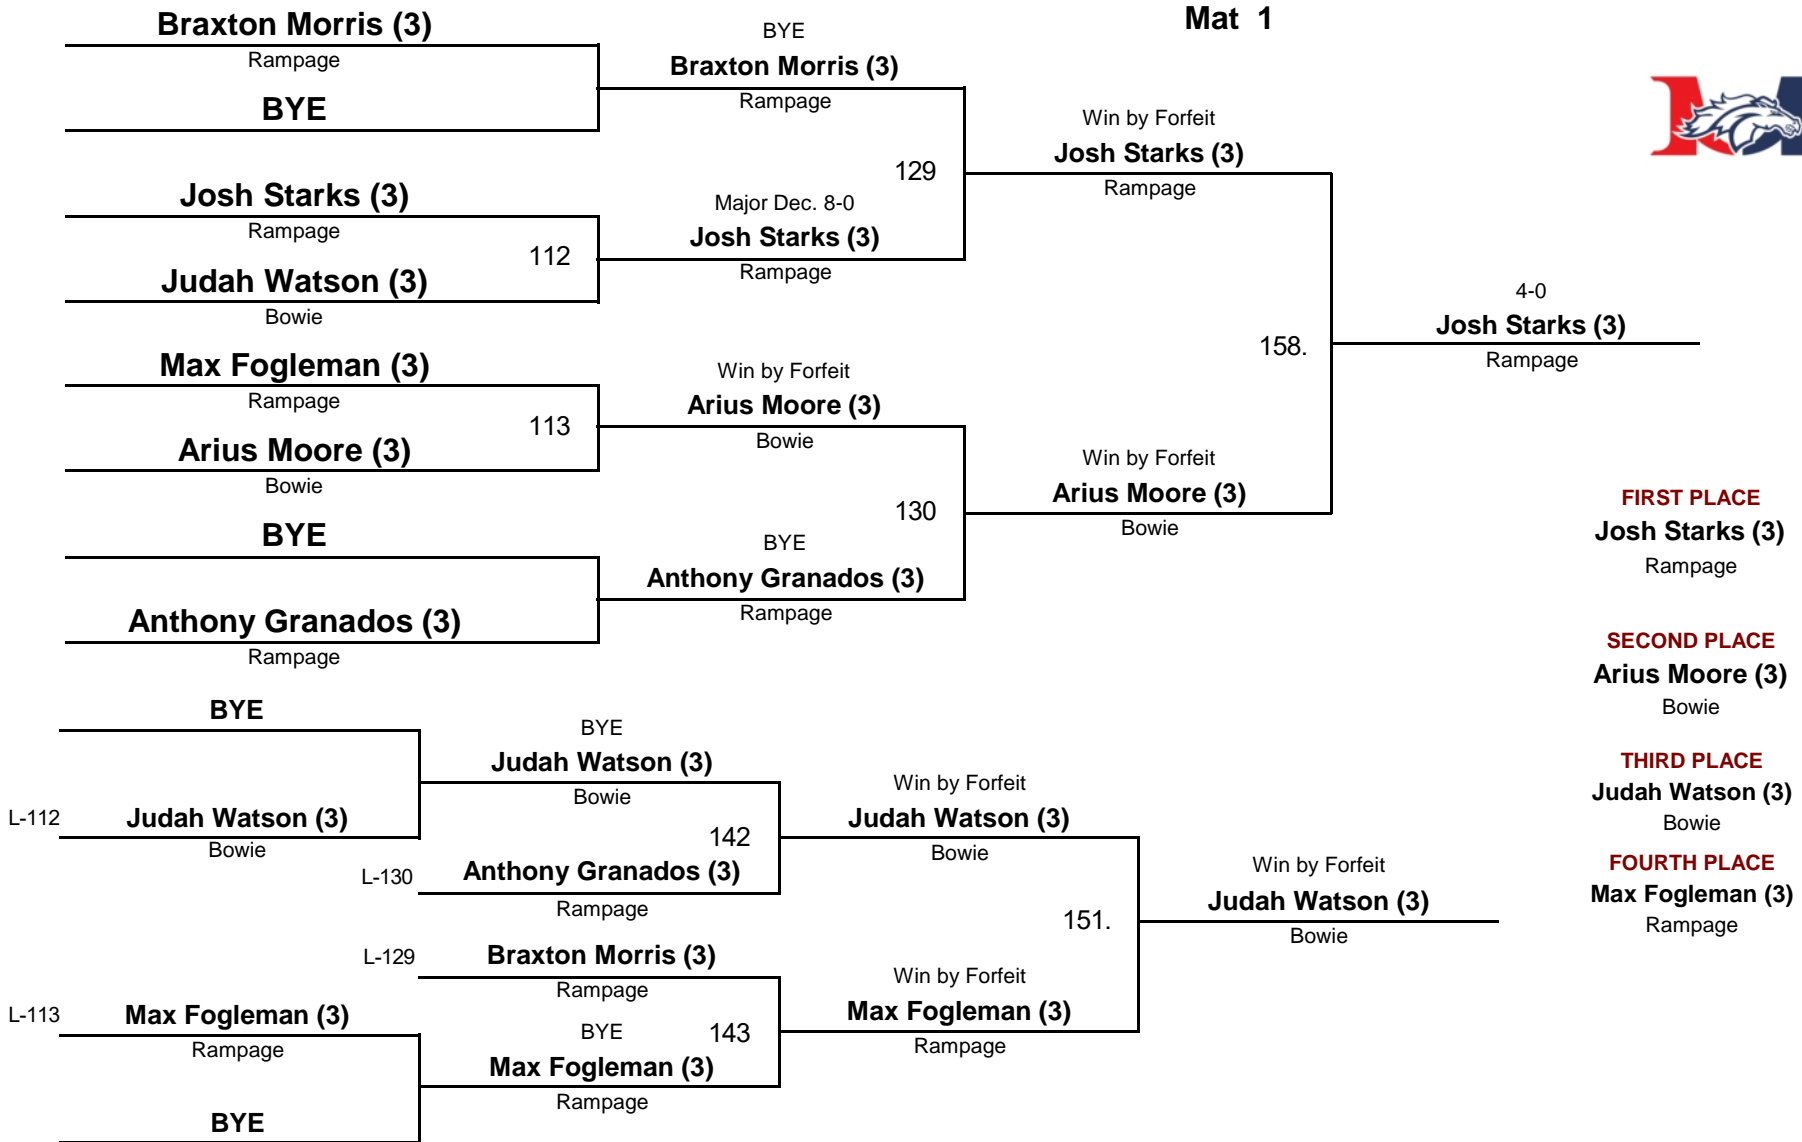 Mat 1
Braxton Morris (3)
Rampage
BYE
Josh Starks (3)
Rampage
112
Judah Watson (3)
Bowie
Max Fogleman (3)
Rampage
113
Arius Moore (3)
Bowie
BYE
Anthony Granados (3)
Rampage
BYE
Braxton Morris (3)
Rampage
129
Major Dec. 8-0
Josh Starks (3)
Rampage
Win by Forfeit
Arius Moore (3)
Bowie
130
BYE
Anthony Granados (3)
Rampage
Win by Forfeit
Josh Starks (3)
Rampage
158.
Win by Forfeit
Arius Moore (3)
Bowie
4-0
Josh Starks (3)
Rampage
FIRST PLACE
Josh Starks (3)
Rampage
SECOND PLACE
Arius Moore (3)
Bowie
THIRD PLACE
Judah Watson (3)
Bowie
FOURTH PLACE
Max Fogleman (3)
Rampage
BYE
L-112
Judah Watson (3)
Bowie
L-113
Max Fogleman (3)
Rampage
BYE
BYE
Judah Watson (3)
Bowie
142
L-130
Anthony Granados (3)
Rampage
L-129
Braxton Morris (3)
Rampage
BYE
143
Max Fogleman (3)
Rampage
Win by Forfeit
Judah Watson (3)
Bowie
151.
Win by Forfeit
Max Fogleman (3)
Rampage
Win by Forfeit
Judah Watson (3)
Bowie